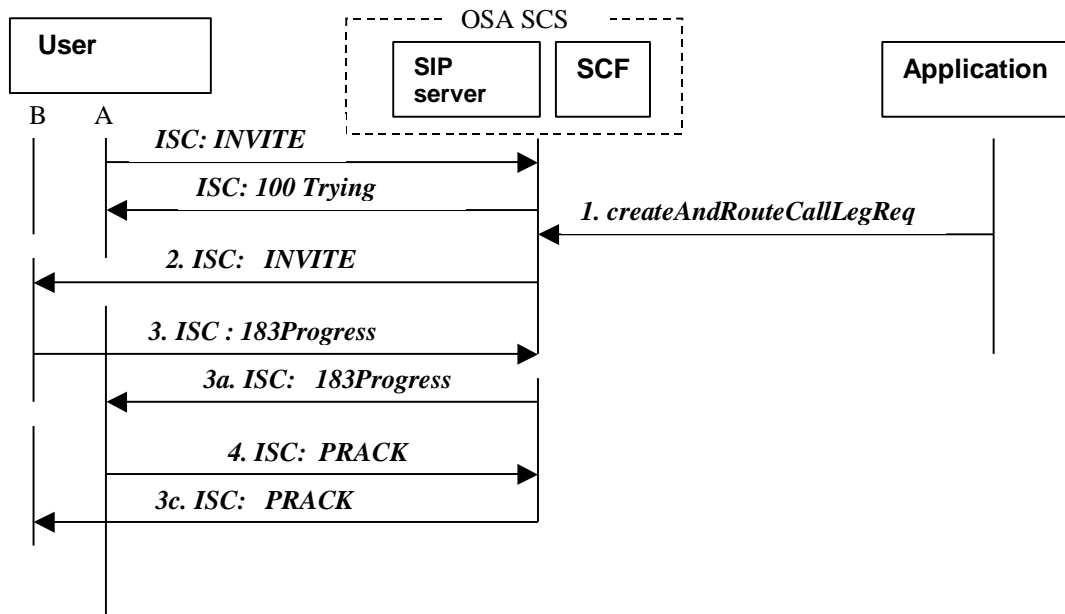 OSA SCS
User
SIP
server
SCF
Application
B A
ISC: INVITE
ISC: 100 Trying
1. createAndRouteCallLegReq
2. ISC: INVITE
3. ISC : 183Progress
3a. ISC: 183Progress
4. ISC: PRACK
3c. ISC: PRACK